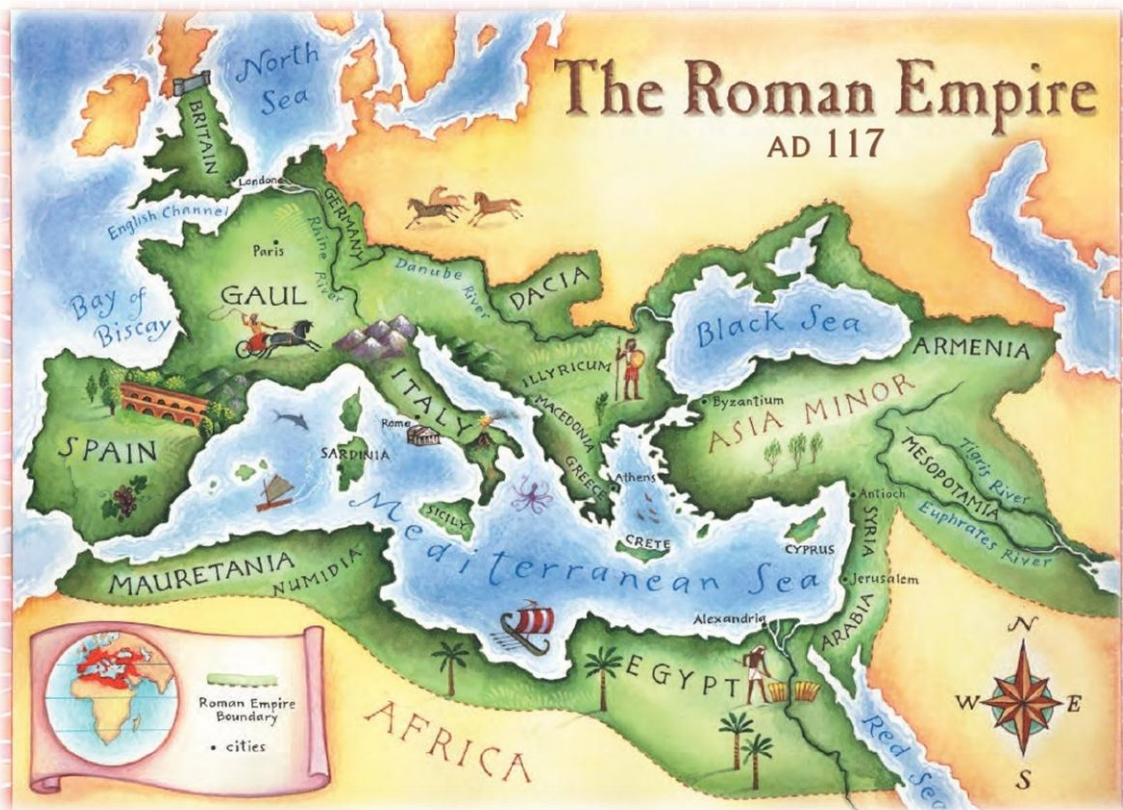 The Roman Empire
AD 117
North
Sea
BRITAIN
London
English Channel
GERMANY
Rhine River
Paris
GAUL
Bay of
Biscay
Danube
River
DACIA
Black Sea
ARMENIA
ILLYRICUM
MACEDONIA
GREECE
ITALY
Rome
SARDINIA
SPAIN
Byzantium
ASIA MINOR
Athens
SICILY
CRETE
CYPRUS
Antioch
SYRIA
MESOPOTAMIA
Tigris
River
Euphrates
River
Mediterranean Sea
MAURETANIA
NUMIDIA
Jerusalem
Alexandria
ARABIA
EGYPT
AFRICA
Red Sea
Roman Empire
Boundary
cities
N
W
E
S